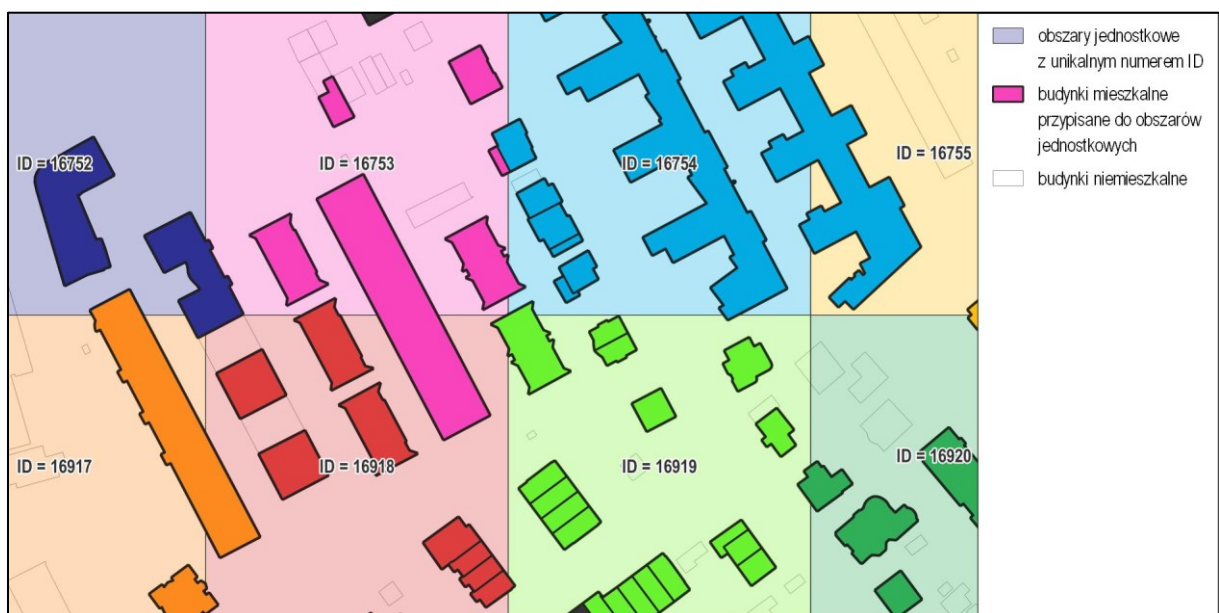 obszary jednostkowe
z unikalnym numerem ID
budynki mieszkalne
przypisane do obszarów
jednostkowych
budynki niemieszkalne
ID = 16752
ID = 16753
ID = 16754
ID = 16755
ID = 16917
ID = 16918
ID = 16919
ID = 16920